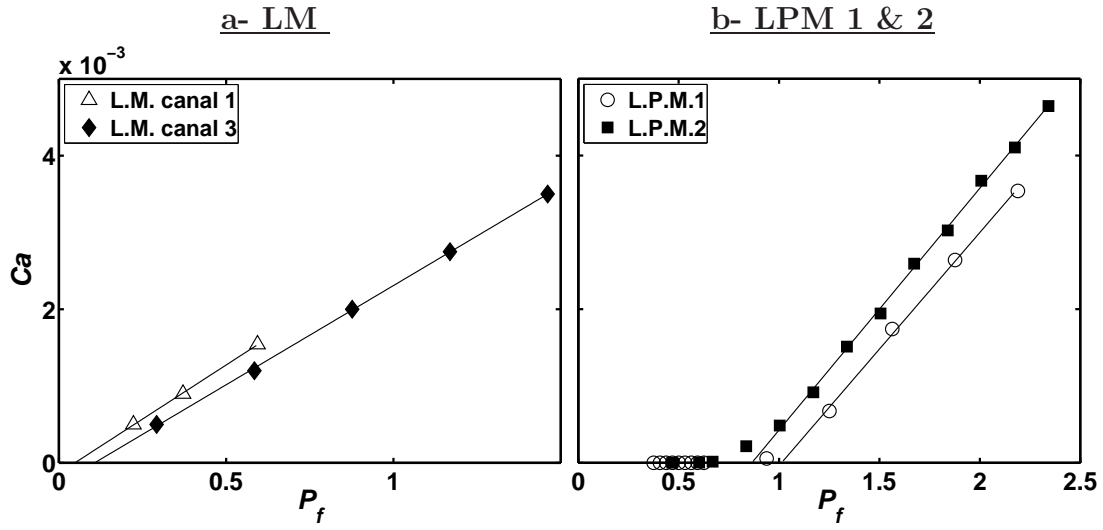 a- LM
b- LPM 1 & 2
x 10⁻³
L.M. canal 1
L.M. canal 3
4
2
0
0
0.5
1
Ca
P_f
L.P.M.1
L.P.M.2
0
0.5
1
1.5
2
2.5
P_f